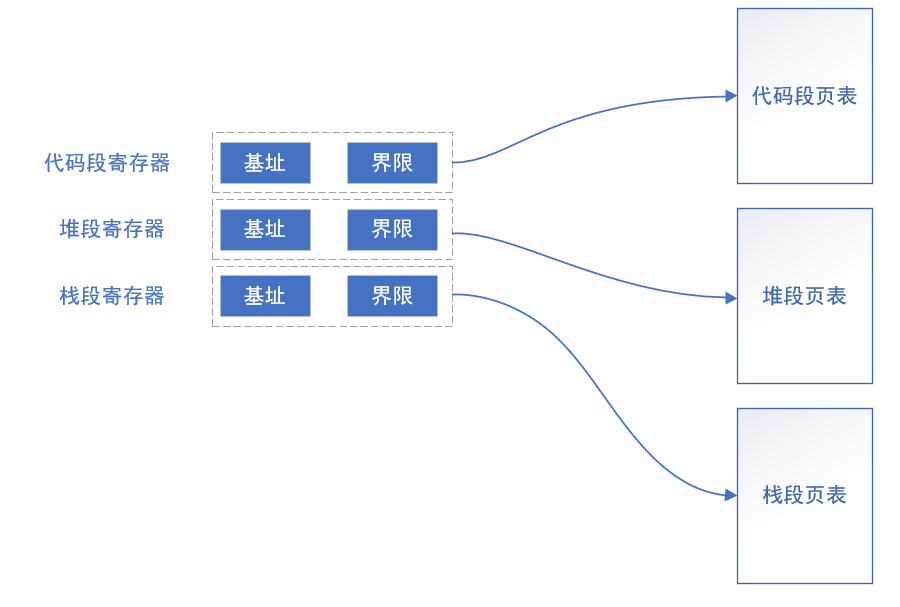 代码段页表
代码段寄存器 基址 界限
堆段寄存器 基址 界限
栈段寄存器 基址 界限
堆段页表
栈段页表